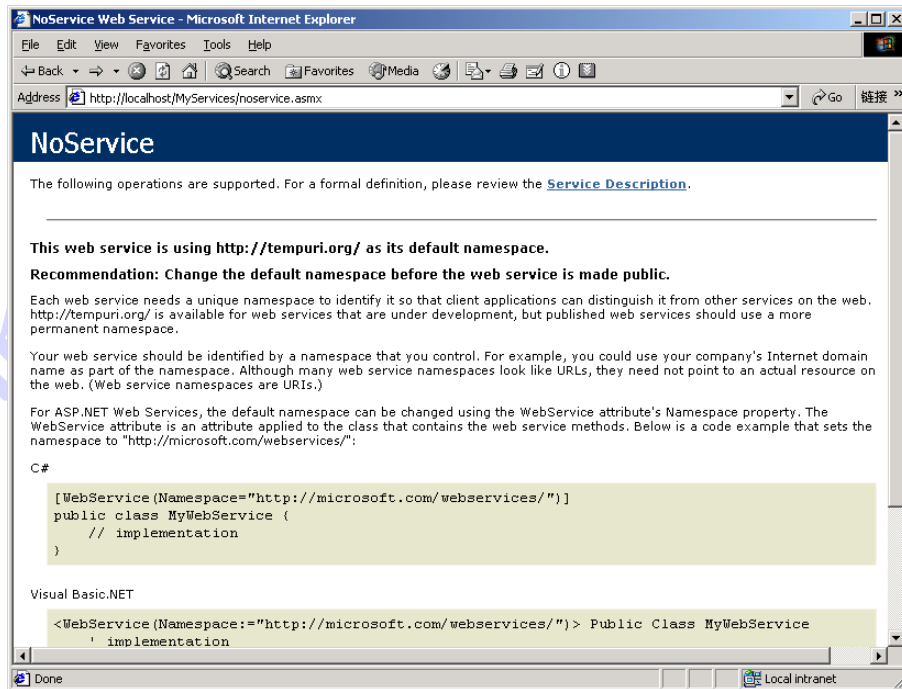 NoService Web Service - Microsoft Internet Explorer
File Edit View Favorites Tools Help
Back Search Favorites Media
Address http://localhost/MyServices/noservice.asmx Go 链接 »
NoService
The following operations are supported. For a formal definition, please review the Service Description.
This web service is using http://tempuri.org/ as its default namespace.
Recommendation: Change the default namespace before the web service is made public.
Each web service needs a unique namespace to identify it so that client applications can distinguish it from other services on the web.
http://tempuri.org/ is available for web services that are under development, but published web services should use a more
permanent namespace.
Your web service should be identified by a namespace that you control. For example, you could use your company's Internet domain
name as part of the namespace. Although many web service namespaces look like URLs, they need not point to an actual resource on
the web. (Web service namespaces are URIs.)
For ASP.NET Web Services, the default namespace can be changed using the WebService attribute's Namespace property. The
WebService attribute is an attribute applied to the class that contains the web service methods. Below is a code example that sets the
namespace to "http://microsoft.com/webservices/":
C#
[WebService(Namespace="http://microsoft.com/webservices/")]
public class MyWebService {
// implementation
}
Visual Basic.NET
<WebService(Namespace:="http://microsoft.com/webservices/")> Public Class MyWebService
' implementation
Done Local intranet